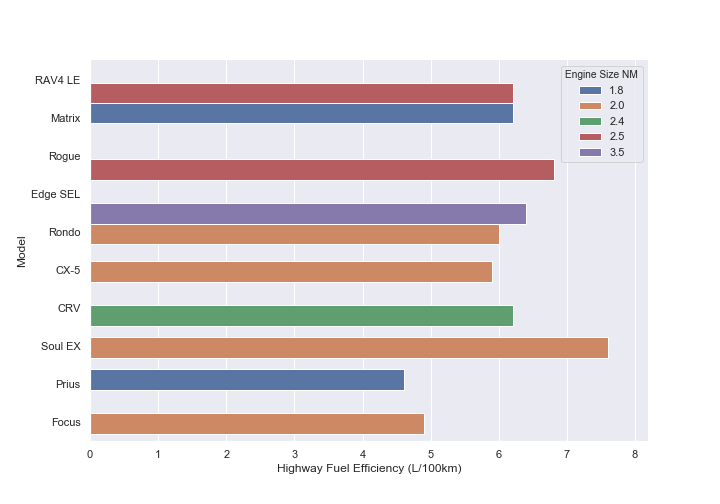 RAV4 LE
Matrix
Rogue
Edge SEL
Rondo
CX-5
CRV
Soul EX
Prius
Focus
Model
Engine Size NM
1.8
2.0
2.4
2.5
3.5
0 1 2 3 4 5 6 7 8
Highway Fuel Efficiency (L/100km)